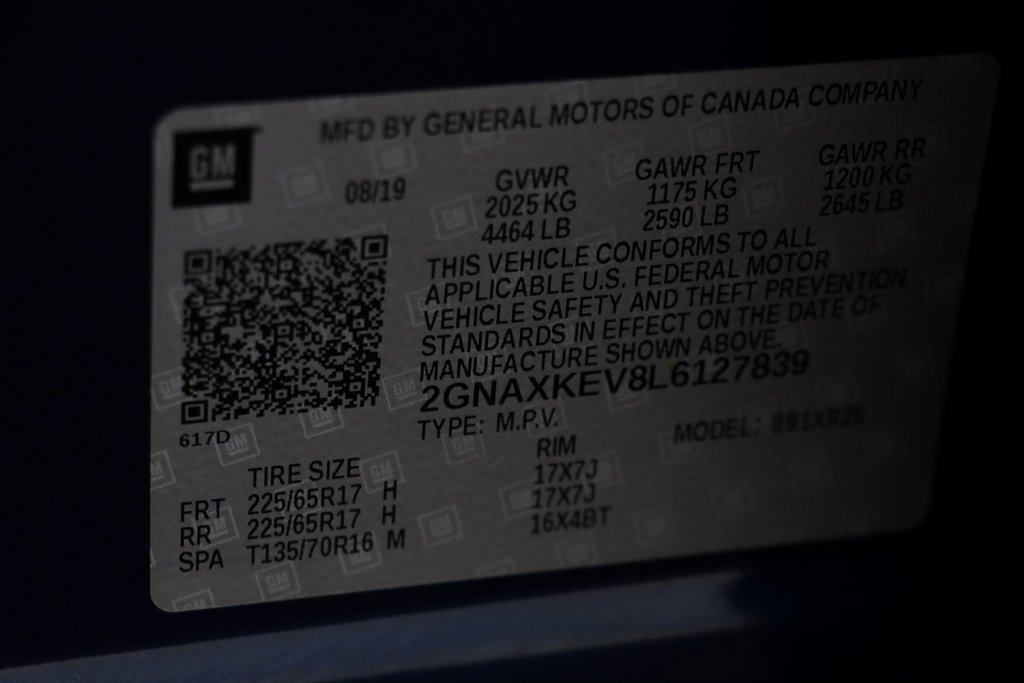 GM
MFD BY GENERAL MOTORS OF CANADA COMPANY
08/19
GVWR GAWR FRT GAWR RR
2025 KG 1175 KG 1200 KG
4464 LB 2590 LB 2645 LB
THIS VEHICLE CONFORMS TO ALL
APPLICABLE U.S. FEDERAL MOTOR
VEHICLE SAFETY AND THEFT PREVENTION
STANDARDS IN EFFECT ON THE DATE OF
MANUFACTURE SHOWN ABOVE.
2GNAXKEV8L6127839
617D
TYPE: M.P.V. MODEL: 891XR26
TIRE SIZE RIM
FRT 225/65R17 H 17X7J
RR 225/65R17 H 17X7J
SPA T135/70R16 M 16X4BT